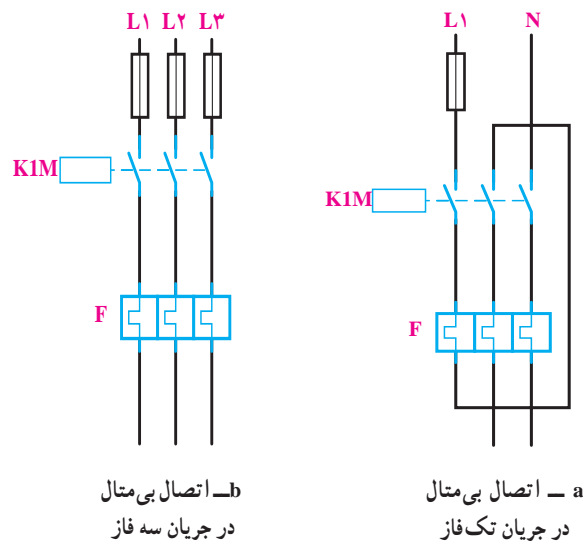 L۱ L۲ L۳
K1M
F
b ــ اتصال بی‌متال
در جریان سه فاز
L۱ N
K1M
F
a ــ اتصال بی‌متال
در جریان تک‌فاز